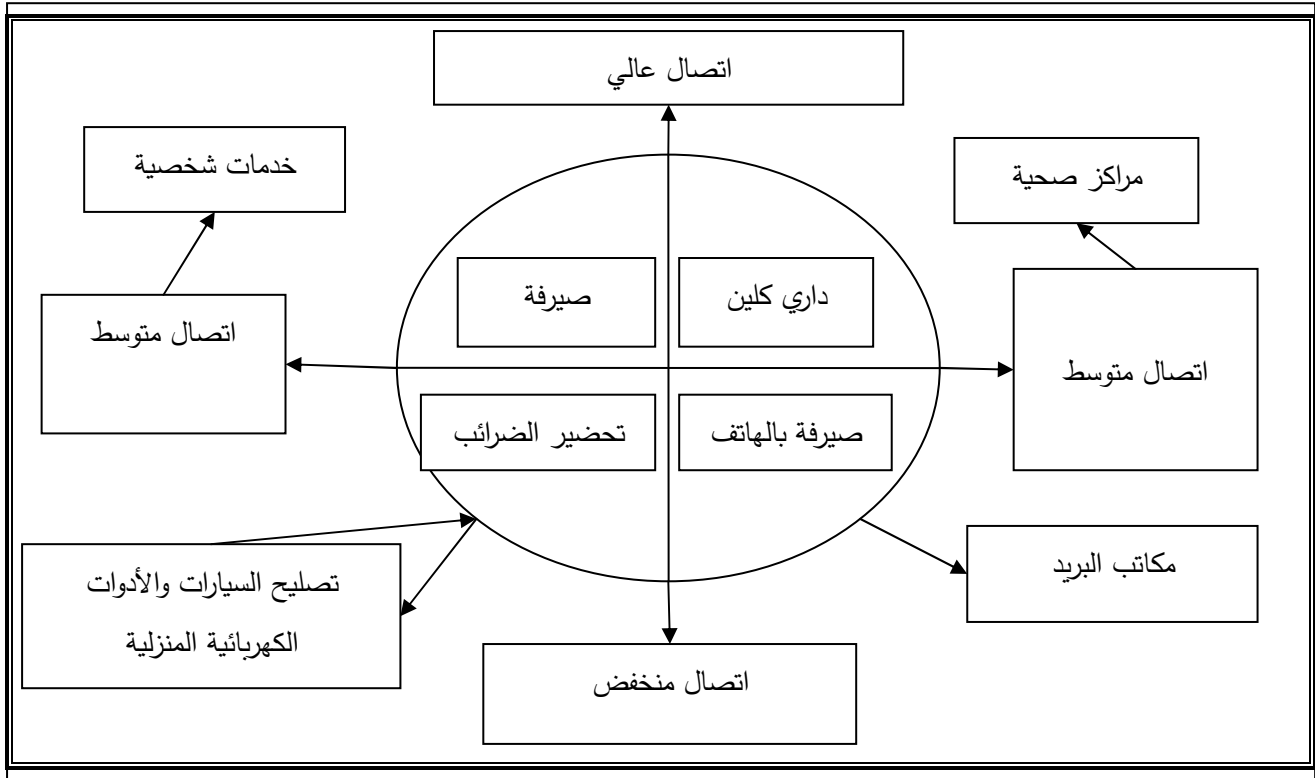 اتصال عالي
مراكز صحية
خدمات شخصية
داري كلين
صيرفة
اتصال متوسط
اتصال متوسط
صيرفة بالهاتف
تحضير الضرائب
مكاتب البريد
تصليح السيارات والأدوات
الكهربائية المنزلية
اتصال منخفض